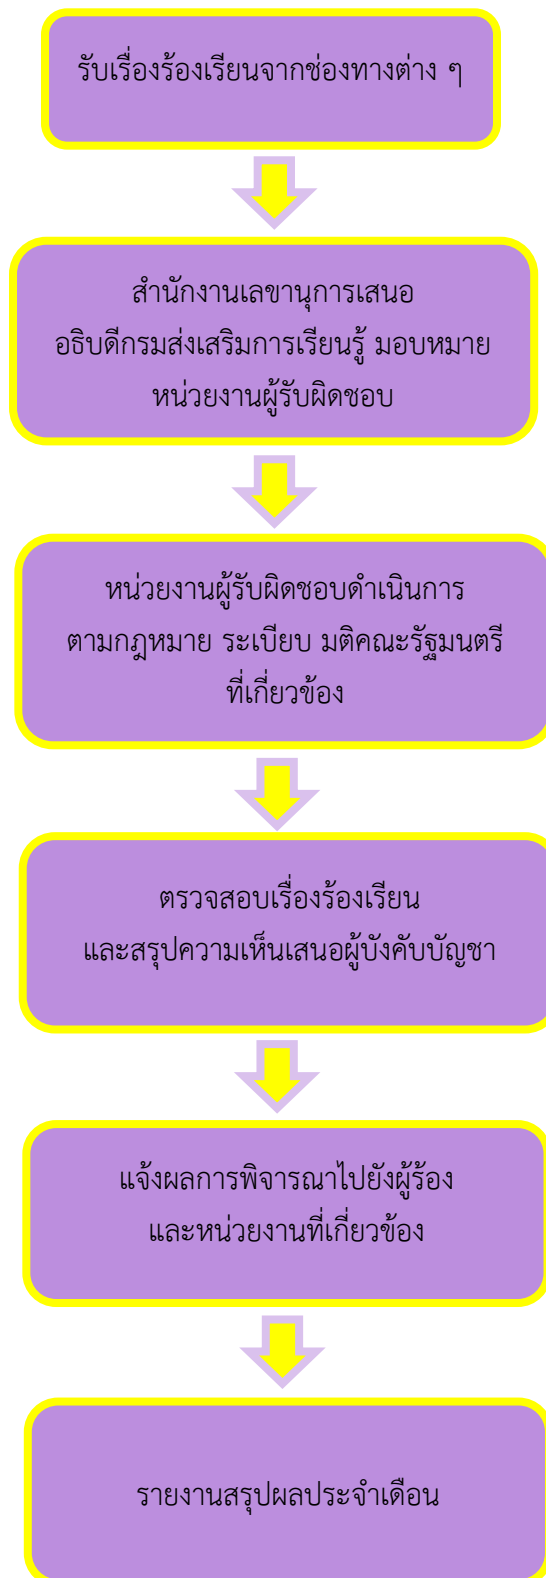 รับเรื่องร้องเรียนจากช่องทางต่าง ๆ
สำนักงานเลขานุการเสนอ
อธิบดีกรมส่งเสริมการเรียนรู้ มอบหมาย
หน่วยงานผู้รับผิดชอบ
หน่วยงานผู้รับผิดชอบดำเนินการ
ตามกฎหมาย ระเบียบ มติคณะรัฐมนตรี
ที่เกี่ยวข้อง
ตรวจสอบเรื่องร้องเรียน
และสรุปความเห็นเสนอผู้บังคับบัญชา
แจ้งผลการพิจารณาไปยังผู้ร้อง
และหน่วยงานที่เกี่ยวข้อง
รายงานสรุปผลประจำเดือน